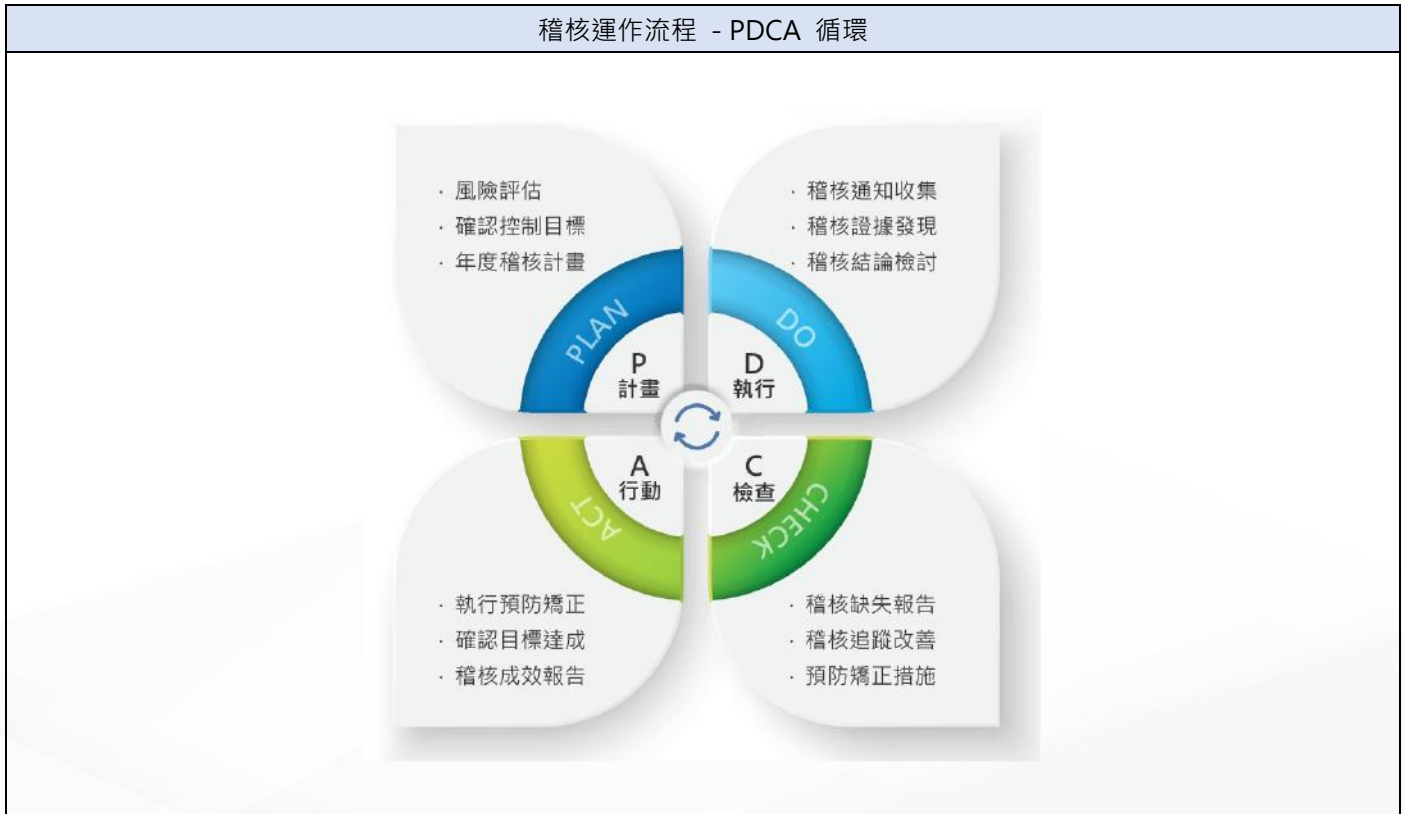 稽核運作流程 - PDCA 循環
· 風險評估
· 確認控制目標
· 年度稽核計畫
PLAN
P
計畫
· 稽核通知收集
· 稽核證據發現
· 稽核結論檢討
DO
D
執行
A
行動
ACT
· 執行預防矯正
· 確認目標達成
· 稽核成效報告
C
檢查
CHECK
· 稽核缺失報告
· 稽核追蹤改善
· 預防矯正措施